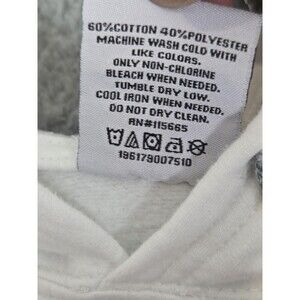 60%COTTON 40%POLYESTER
MACHINE WASH COLD WITH
LIKE COLORS.
ONLY NON-CHLORINE
BLEACH WHEN NEEDED.
TUMBLE DRY LOW.
COOL IRON WHEN NEEDED.
DO NOT DRY CLEAN.
RN#115665
196179007510